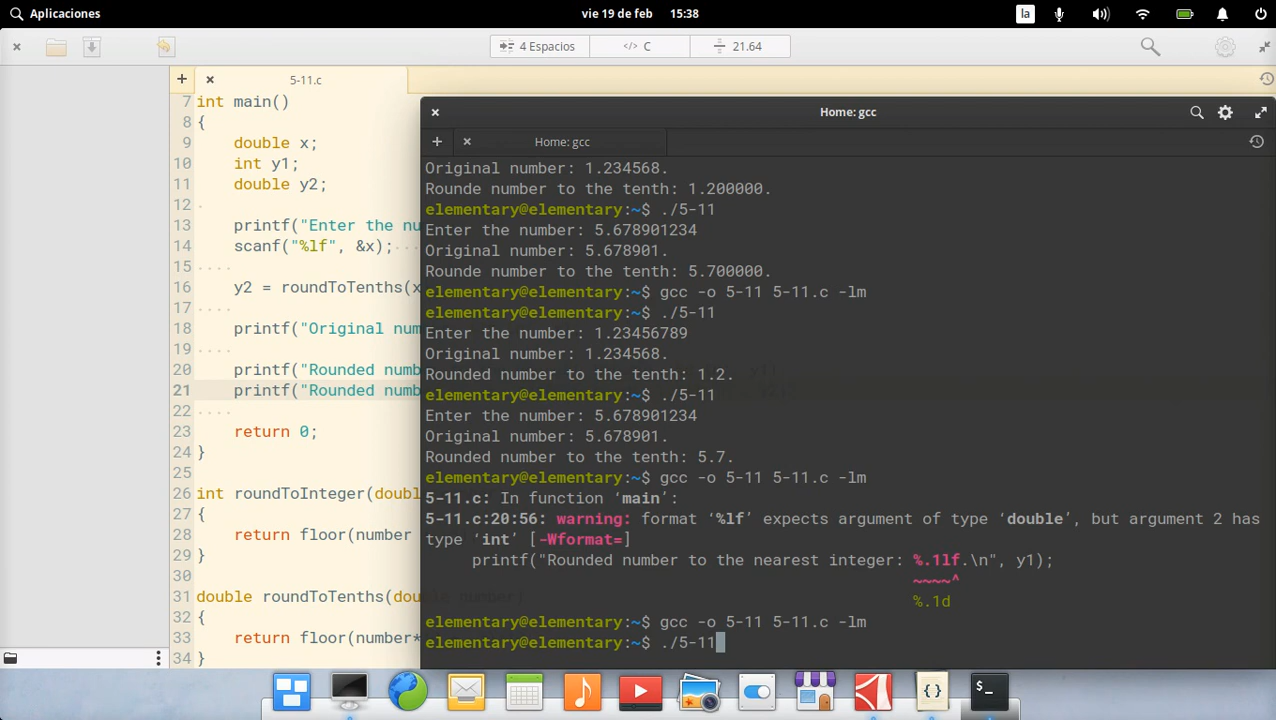 Aplicaciones
vie 19 de feb 15:38
la
4 Espacios
</> C
21.64
5-11.c
Home: gcc
Home: gcc
7 int main()
8 {
9 double x;
10 int y1;
11 double y2;
12
13 printf("Enter the nu
14 scanf("%lf", &x);
15
16 y2 = roundToTenths(x
17
18 printf("Original num
19
20 printf("Rounded numb
21 printf("Rounded numb
22
23 return 0;
24 }
25
26 int roundToInteger(doubl
27 {
28 return floor(number
29 }
30
31 double roundToTenths(double number)
32 {
33 return floor(number*
34 }
Original number: 1.234568.
Rounde number to the tenth: 1.200000.
elementary@elementary:~$ ./5-11
Enter the number: 5.678901234
Original number: 5.678901.
Rounde number to the tenth: 5.700000.
elementary@elementary:~$ gcc -o 5-11 5-11.c -lm
elementary@elementary:~$ ./5-11
Enter the number: 1.23456789
Original number: 1.234568.
Rounded number to the tenth: 1.2.
elementary@elementary:~$ ./5-11
Enter the number: 5.678901234
Original number: 5.678901.
Rounded number to the tenth: 5.7.
elementary@elementary:~$ gcc -o 5-11 5-11.c -lm
5-11.c: In function ‘main’:
5-11.c:20:56: warning: format ‘%lf’ expects argument of type ‘double’, but argument 2 has
type ‘int’ [-Wformat=]
printf("Rounded number to the nearest integer: %.1lf.\n", y1);
~~~~^
%.1d
elementary@elementary:~$ gcc -o 5-11 5-11.c -lm
elementary@elementary:~$ ./5-11